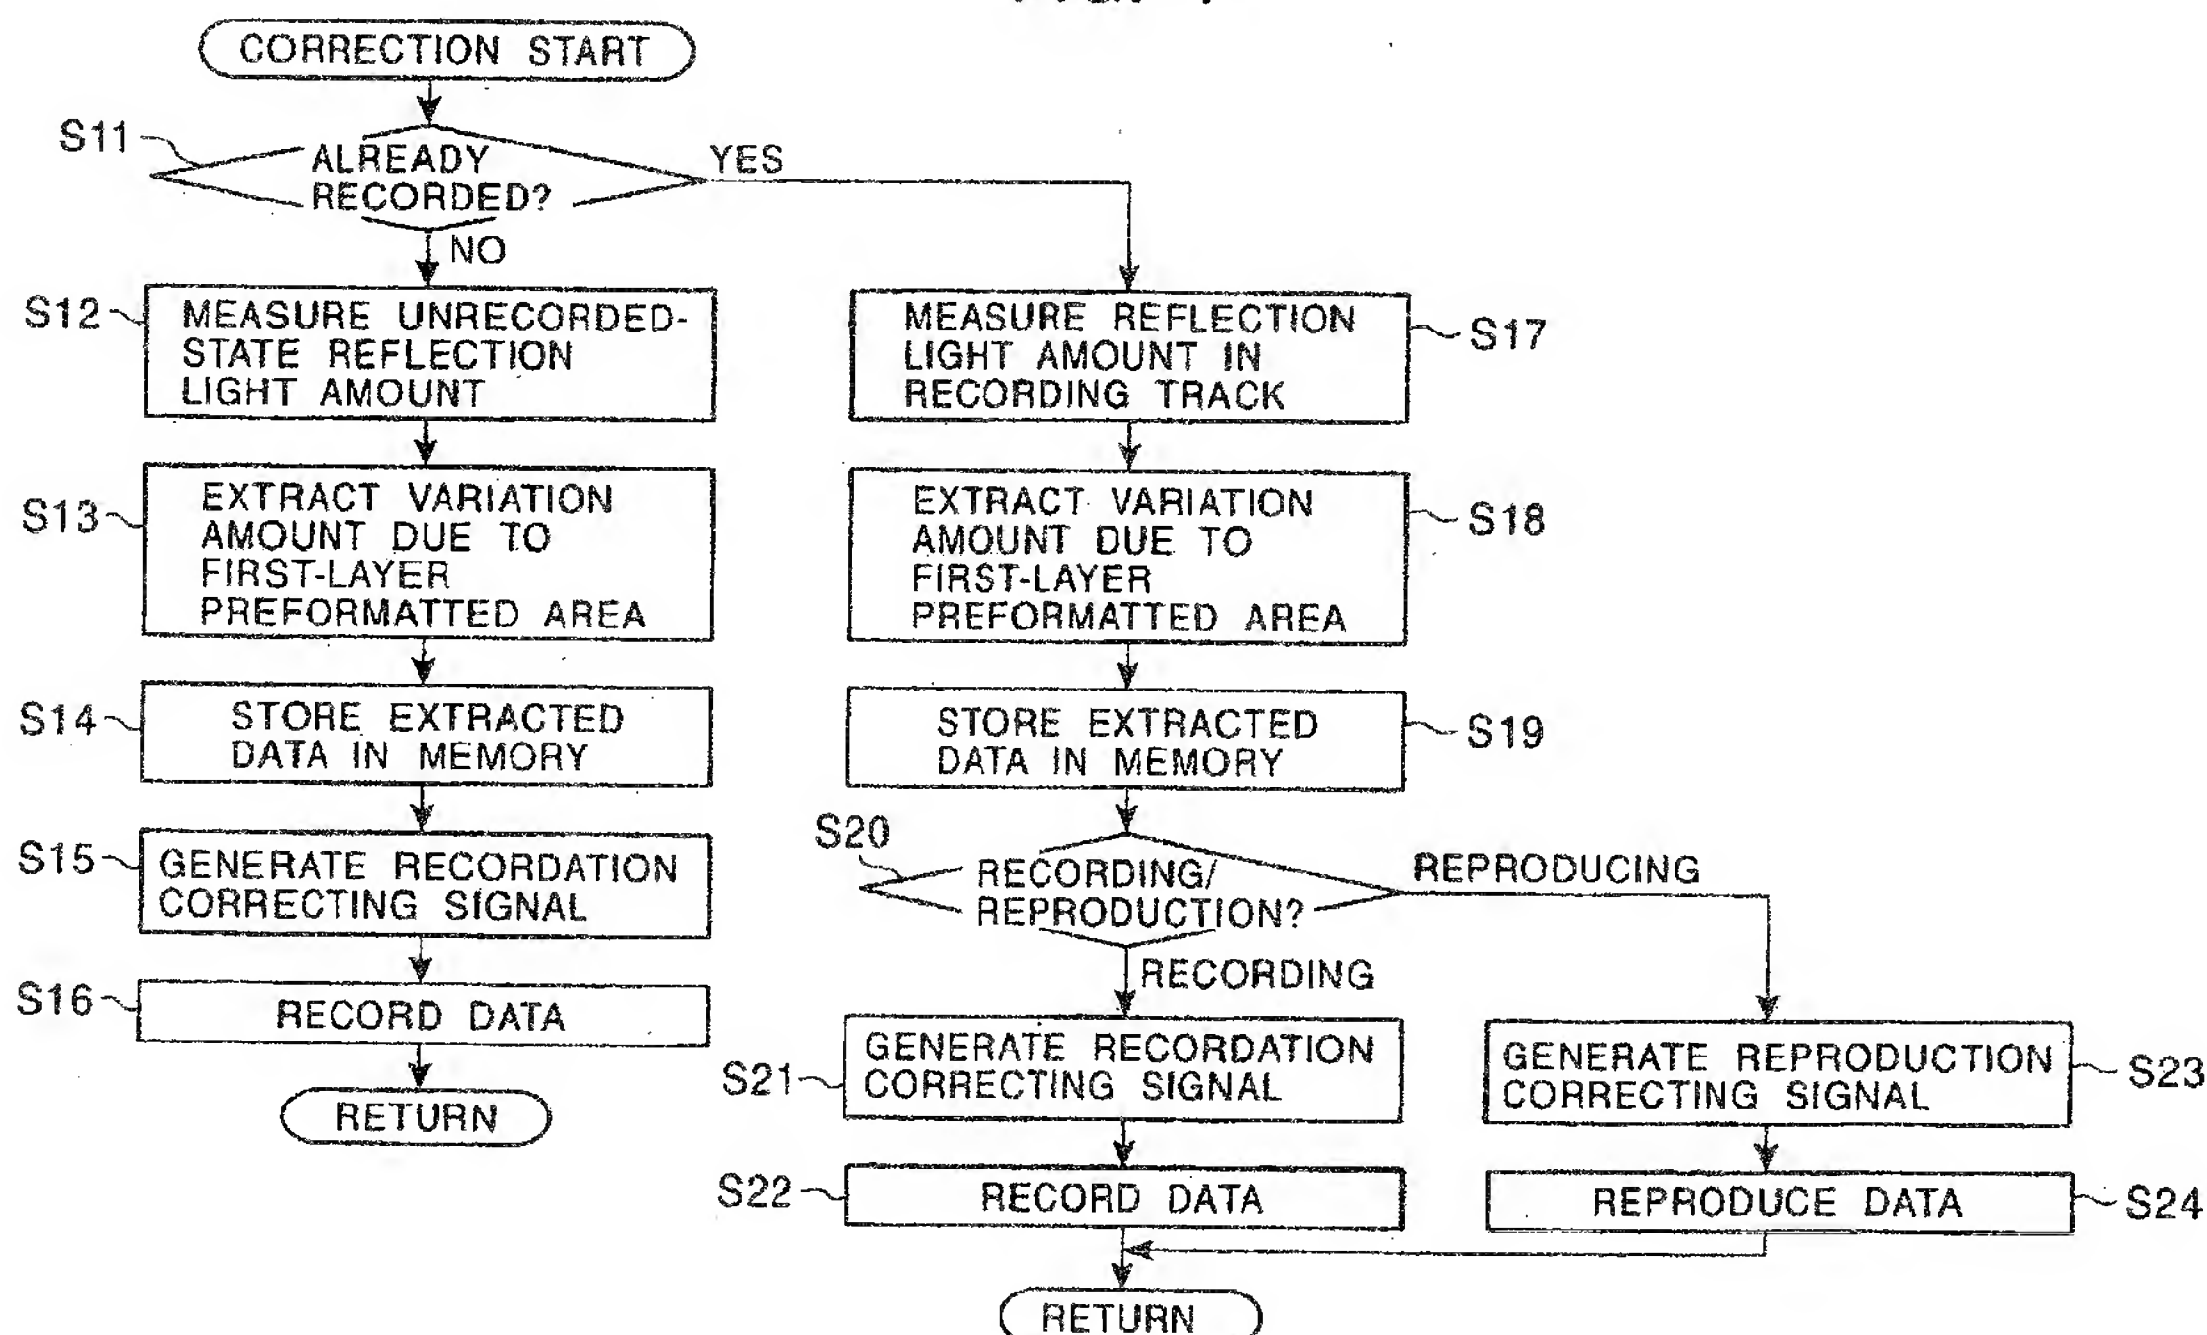 CORRECTION START
S11
ALREADY
RECORDED?
YES
NO
S12
MEASURE UNRECORDED-
STATE REFLECTION
LIGHT AMOUNT
S13
EXTRACT VARIATION
AMOUNT DUE TO
FIRST-LAYER
PREFORMATTED AREA
S14
STORE EXTRACTED
DATA IN MEMORY
S15
GENERATE RECORDATION
CORRECTING SIGNAL
S16
RECORD DATA
RETURN
MEASURE REFLECTION
LIGHT AMOUNT IN
RECORDING TRACK
S17
EXTRACT VARIATION
AMOUNT DUE TO
FIRST-LAYER
PREFORMATTED AREA
S18
STORE EXTRACTED
DATA IN MEMORY
S19
S20
RECORDING/
REPRODUCTION?
REPRODUCING
RECORDING
S21
GENERATE RECORDATION
CORRECTING SIGNAL
S22
RECORD DATA
GENERATE REPRODUCTION
CORRECTING SIGNAL
S23
REPRODUCE DATA
S24
RETURN